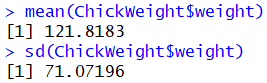 > mean(ChickWeight$weight)
[1] 121.8183
> sd(ChickWeight$weight)
[1] 71.07196